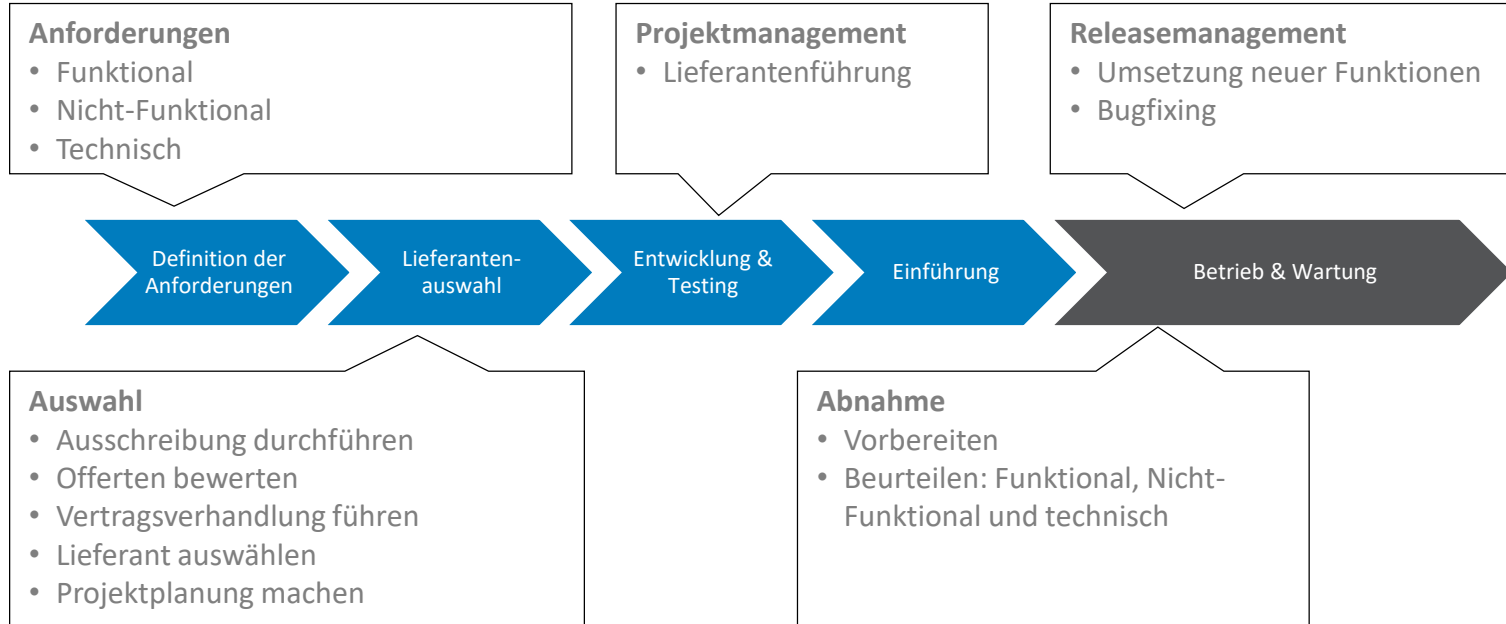 Anforderungen
• Funktional
• Nicht-Funktional
• Technisch
Projektmanagement
• Lieferantenführung
Releasemanagement
• Umsetzung neuer Funktionen
• Bugfixing
Definition der
Anforderungen
Lieferanten-
auswahl
Entwicklung &
Testing
Einführung
Betrieb & Wartung
Auswahl
• Ausschreibung durchführen
• Offerten bewerten
• Vertragsverhandlung führen
• Lieferant auswählen
• Projektplanung machen
Abnahme
• Vorbereiten
• Beurteilen: Funktional, Nicht-
Funktional und technisch